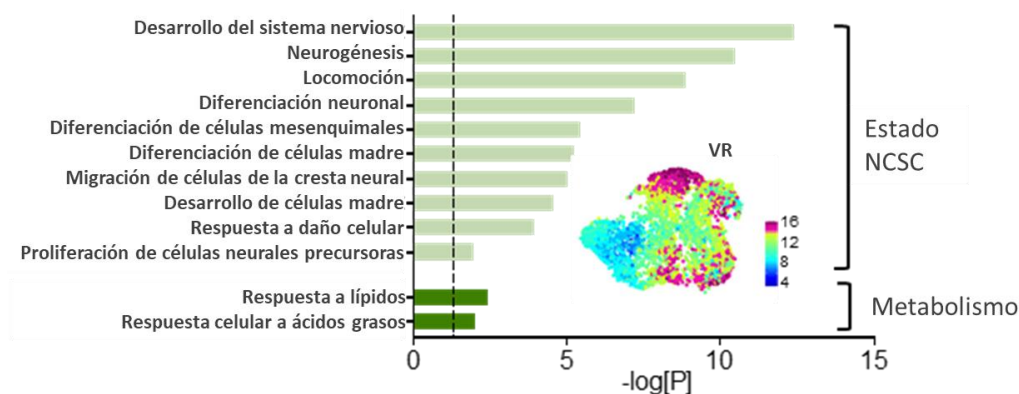 Desarrollo del sistema nervioso
Neurogénesis
Locomoción
Diferenciación neuronal
Diferenciación de células mesenquimales
Diferenciación de células madre
Migración de células de la cresta neural
Desarrollo de células madre
Respuesta a daño celular
Proliferación de células neurales precursoras
Respuesta a lípidos
Respuesta celular a ácidos grasos
VR
16
12
8
4
Estado
NCSC
Metabolismo
0
5
10
15
-log[P]